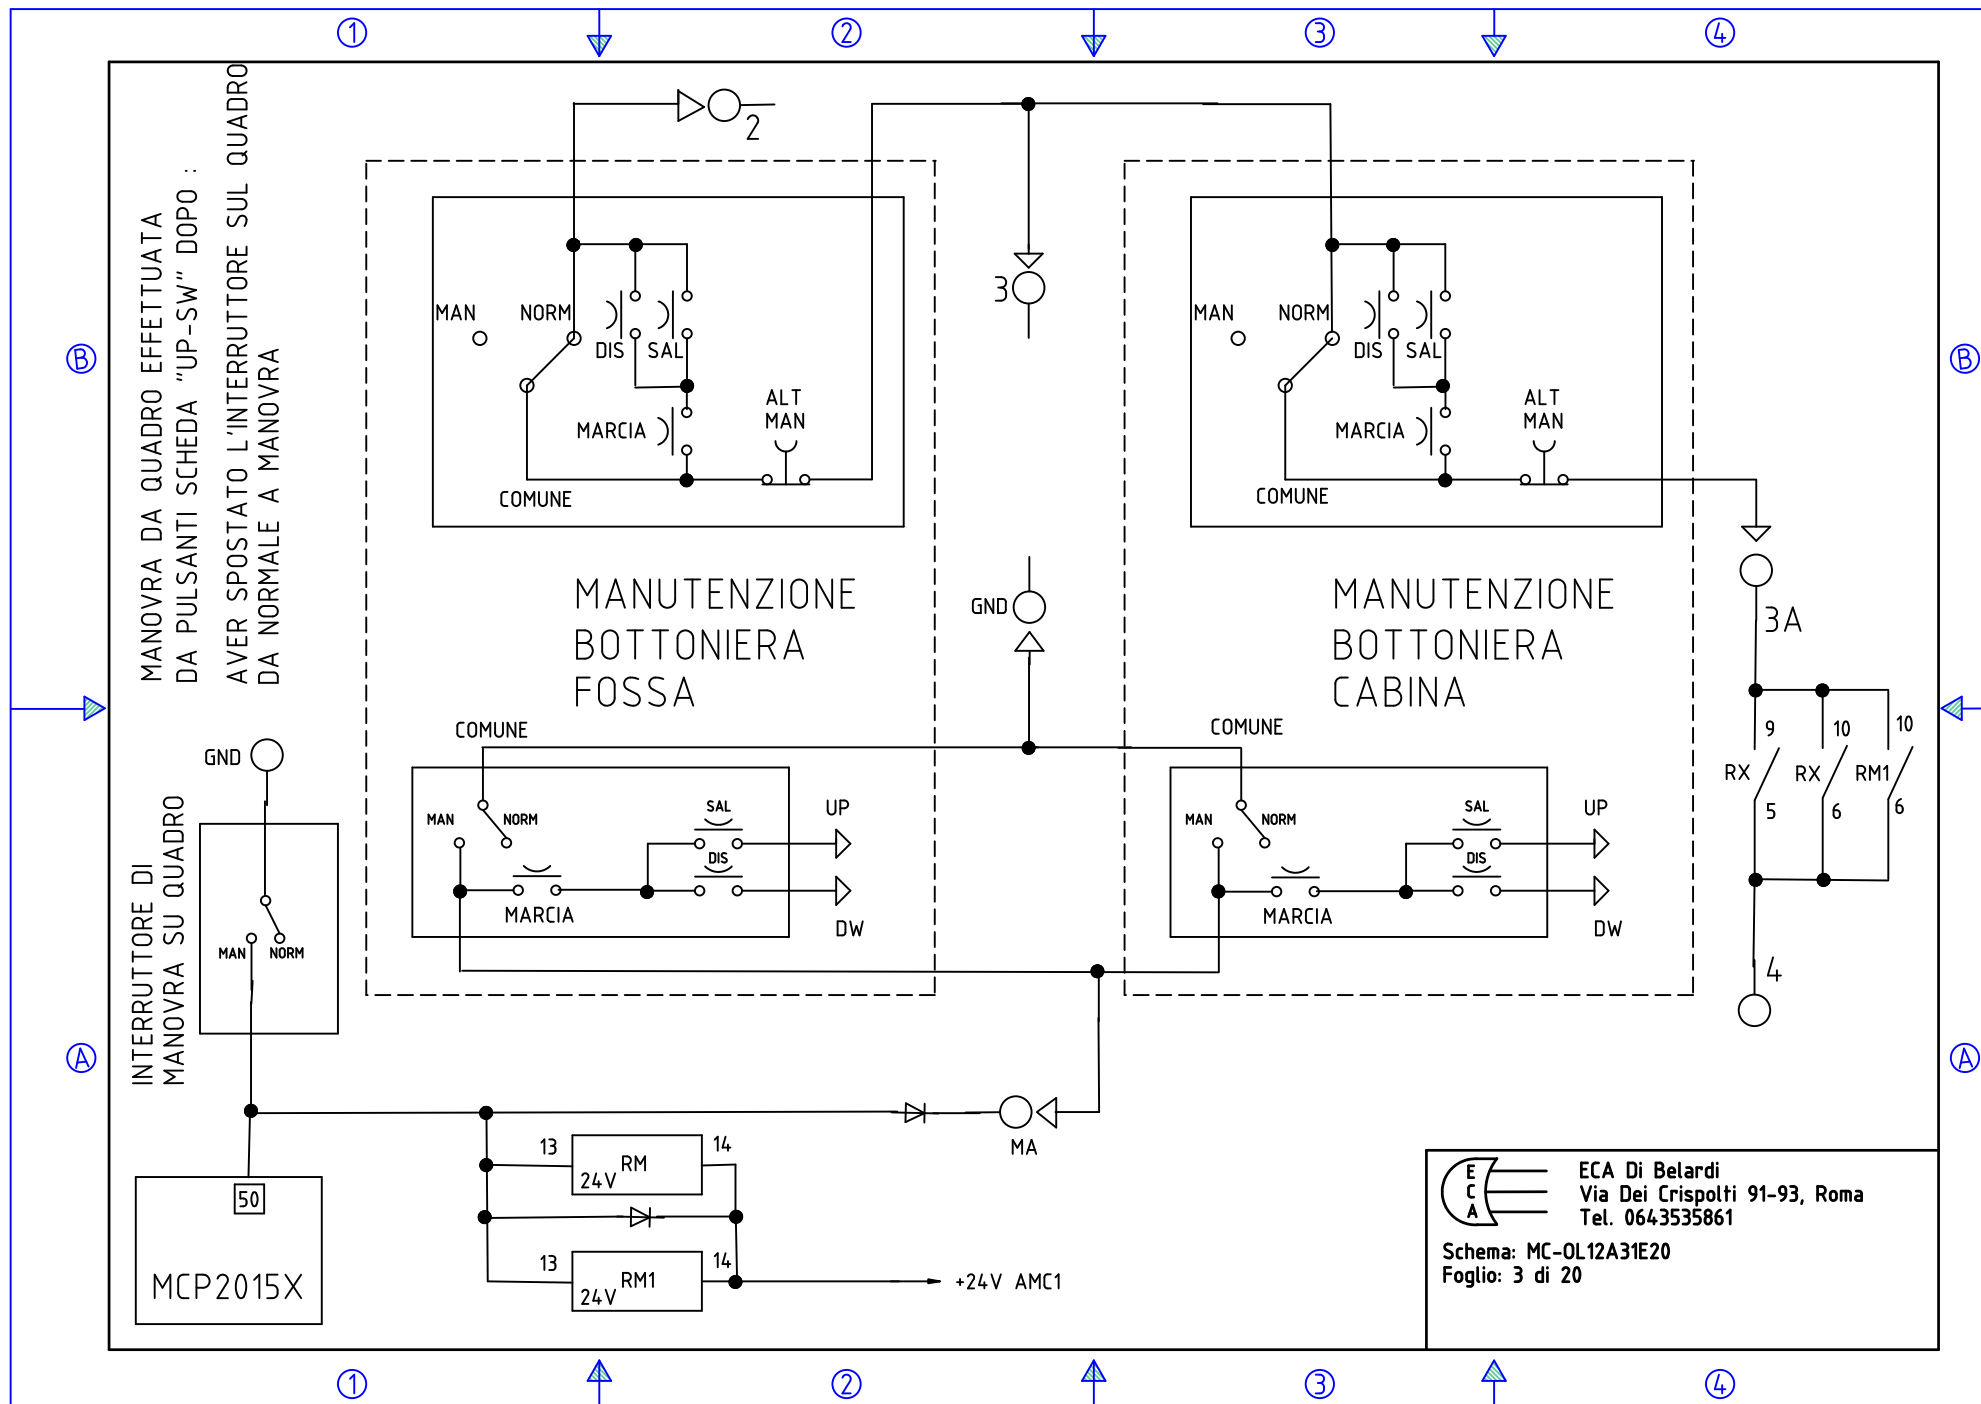 1
2
3
4
MANOVRA DA QUADRO EFFETTUATA
DA PULSANTI SCHEDA "UP-SW" DOPO :
AVER SPOSTATO L'INTERRUTTORE SUL QUADRO
DA NORMALE A MANOVRA
2
3
MAN
NORM
DIS
SAL
MARCIA
ALT
MAN
COMUNE
MAN
NORM
DIS
SAL
MARCIA
ALT
MAN
COMUNE
B
B
MANUTENZIONE
BOTTONIERA
FOSSA
GND
MANUTENZIONE
BOTTONIERA
CABINA
3A
COMUNE
MAN
NORM
SAL
DIS
MARCIA
UP
DW
COMUNE
MAN
NORM
SAL
DIS
MARCIA
UP
DW
9
RX
5
10
RX
6
10
RM1
6
4
GND
INTERRUTTORE DI
MANOVRA SU QUADRO
MAN
NORM
A
A
MA
13
RM
24V
14
13
RM1
24V
14
+24V AMC1
50
MCP2015X
E
C
A
ECA Di Belardi
Via Dei Crispolti 91-93, Roma
Tel. 0643535861
Schema: MC-OL12A31E20
Foglio: 3 di 20
1
2
3
4